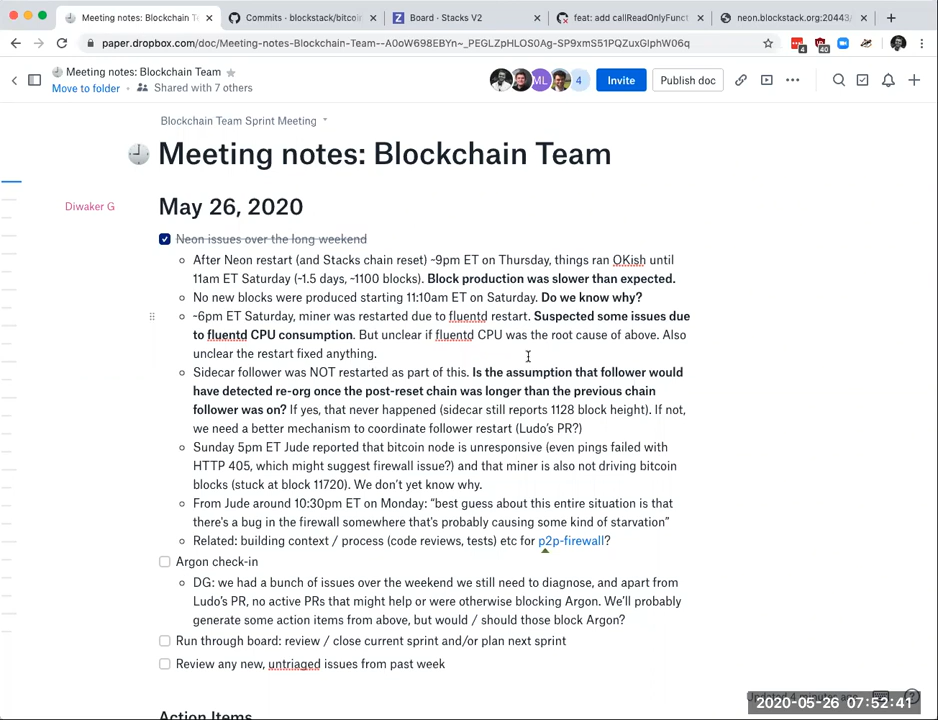 Meeting notes: Blockchain T
Commits · blockstack/bitcoi
Board · Stacks V2
feat: add callReadOnlyFunct
neon.blockstack.org:20443/
paper.dropbox.com/doc/Meeting-notes-Blockchain-Team--A0oW698EBYn~_PEGLZpHLOS0Ag-SP9xmS51PQZuxGlphW06q
4
40
Meeting notes: Blockchain Team
Move to folder · Shared with 7 others
ML
4
Invite
Publish doc
Blockchain Team Sprint Meeting
Meeting notes: Blockchain Team
Diwaker G
May 26, 2020
Neon issues over the long weekend
After Neon restart (and Stacks chain reset) ~9pm ET on Thursday, things ran OKish until
11am ET Saturday (~1.5 days, ~1100 blocks). Block production was slower than expected.
No new blocks were produced starting 11:10am ET on Saturday. Do we know why?
~6pm ET Saturday, miner was restarted due to fluentd restart. Suspected some issues due
to fluentd CPU consumption. But unclear if fluentd CPU was the root cause of above. Also
unclear the restart fixed anything.
Sidecar follower was NOT restarted as part of this. Is the assumption that follower would
have detected re-org once the post-reset chain was longer than the previous chain
follower was on? If yes, that never happened (sidecar still reports 1128 block height). If not,
we need a better mechanism to coordinate follower restart (Ludo's PR?)
Sunday 5pm ET Jude reported that bitcoin node is unresponsive (even pings failed with
HTTP 405, which might suggest firewall issue?) and that miner is also not driving bitcoin
blocks (stuck at block 11720). We don't yet know why.
From Jude around 10:30pm ET on Monday: "best guess about this entire situation is that
there's a bug in the firewall somewhere that's probably causing some kind of starvation"
Related: building context / process (code reviews, tests) etc for p2p-firewall?
Argon check-in
DG: we had a bunch of issues over the weekend we still need to diagnose, and apart from
Ludo's PR, no active PRs that might help or were otherwise blocking Argon. We'll probably
generate some action items from above, but would / should those block Argon?
Run through board: review / close current sprint and/or plan next sprint
Review any new, untriaged issues from past week
Action Items
Updated 4 minutes ago
2020-05-26 07:52:41